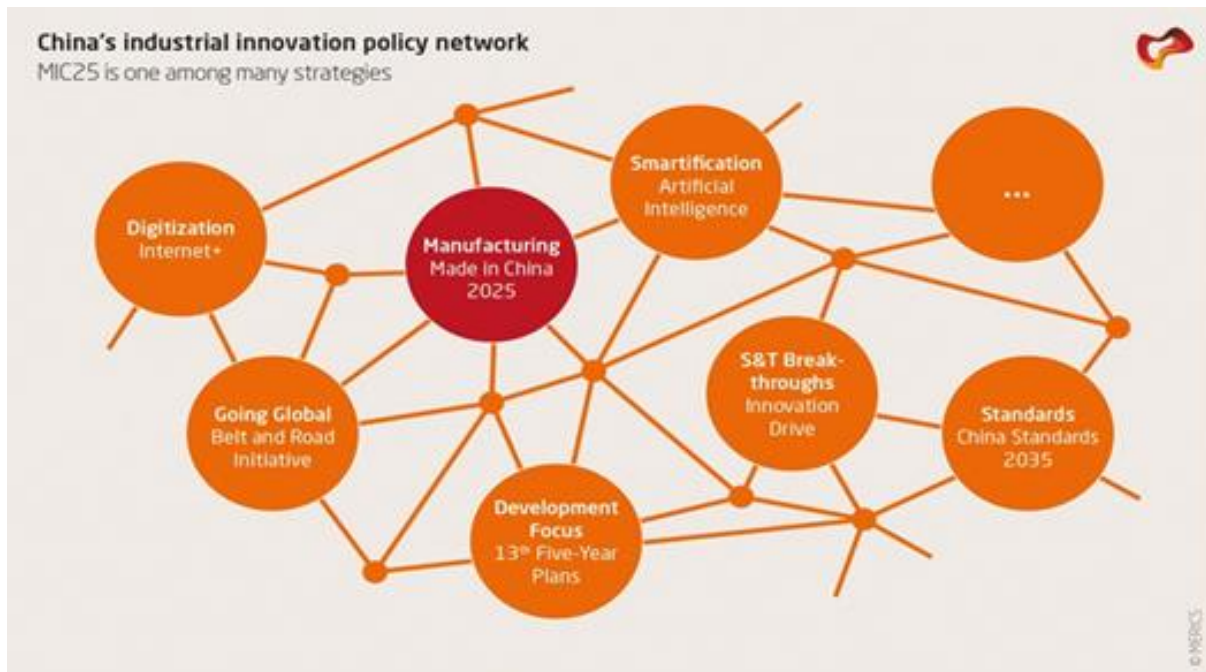 China's industrial innovation policy network
MIC25 is one among many strategies
Digitization
Internet+
Manufacturing
Made in China
2025
Smartification
Artificial
Intelligence
...
Going Global
Belt and Road
Initiative
Development
Focus
13th Five-Year
Plans
S&T Break-
throughs
Innovation
Drive
Standards
China Standards
2035
© MERICS